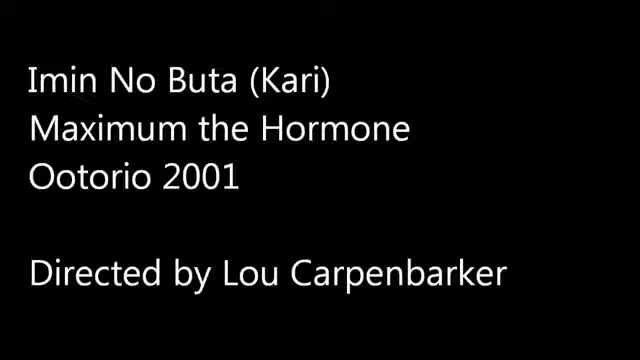 Imin No Buta (Kari)
Maximum the Hormone
Ootorio 2001
Directed by Lou Carpenbarker